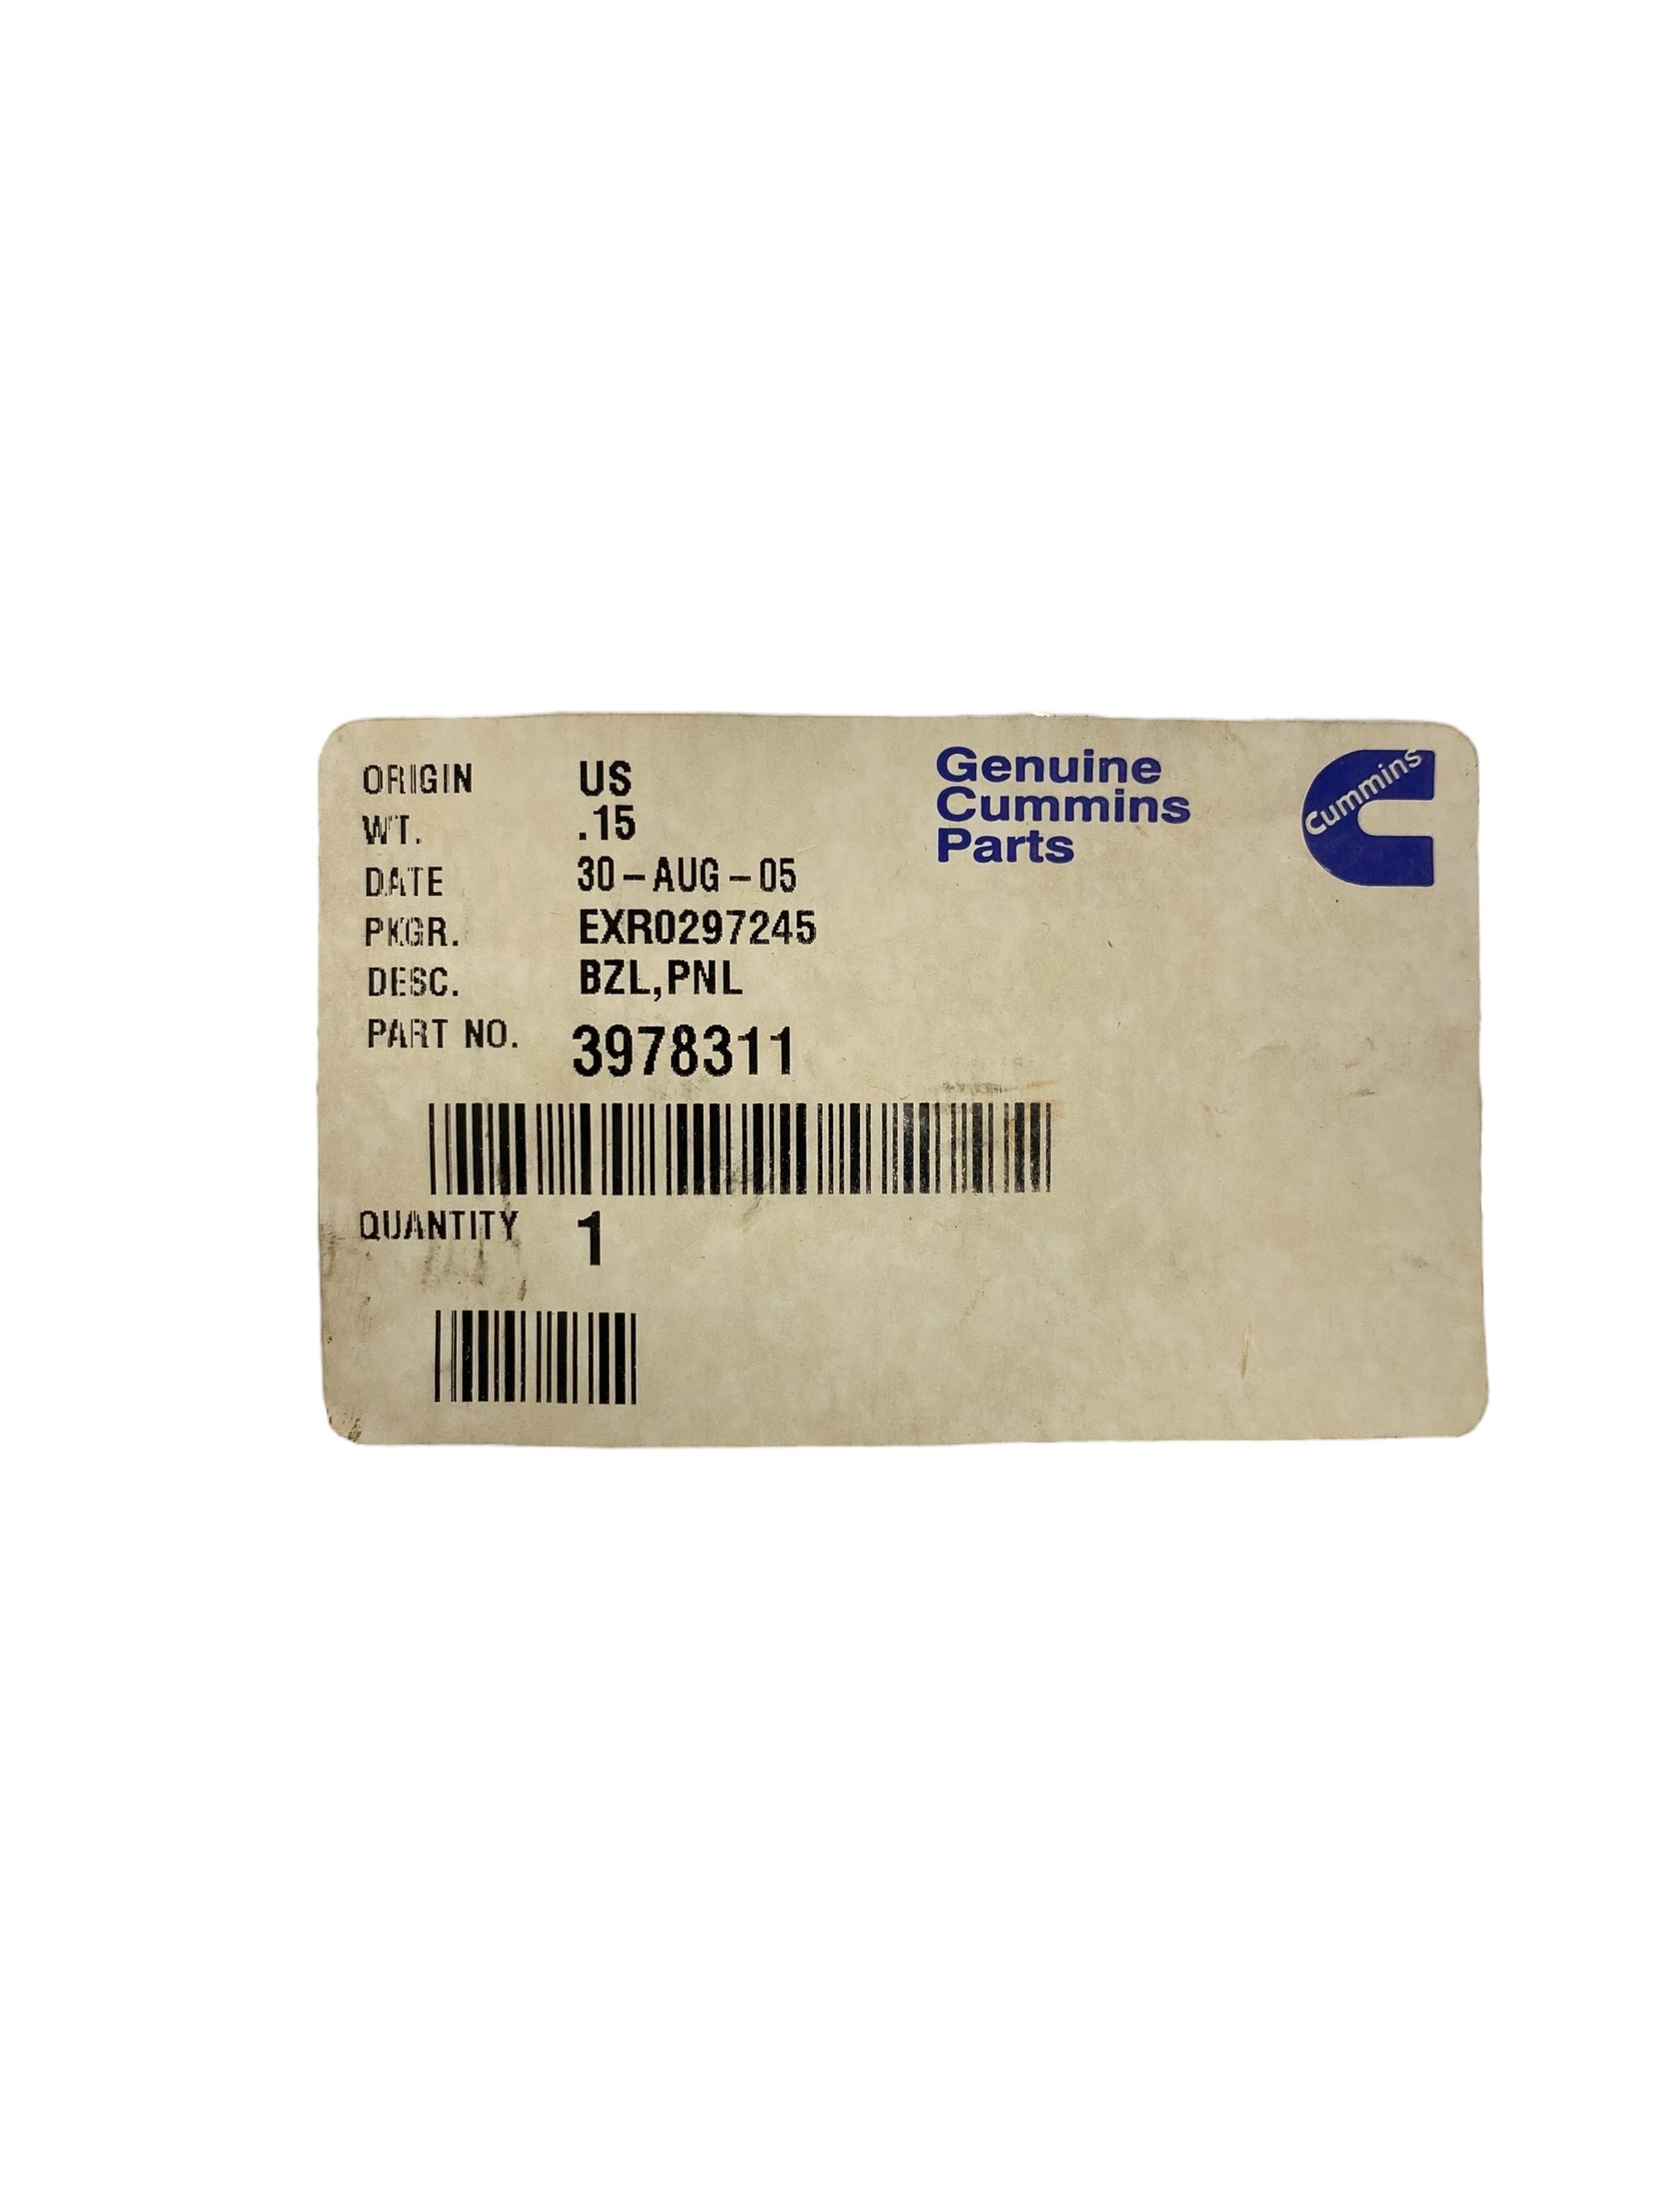 ORIGIN US
WT. .15
DATE 30-AUG-05
PKGR. EXR0297245
DESC. BZL,PNL
PART NO. 3978311
QUANTITY 1
Genuine
Cummins
Parts
Cummins